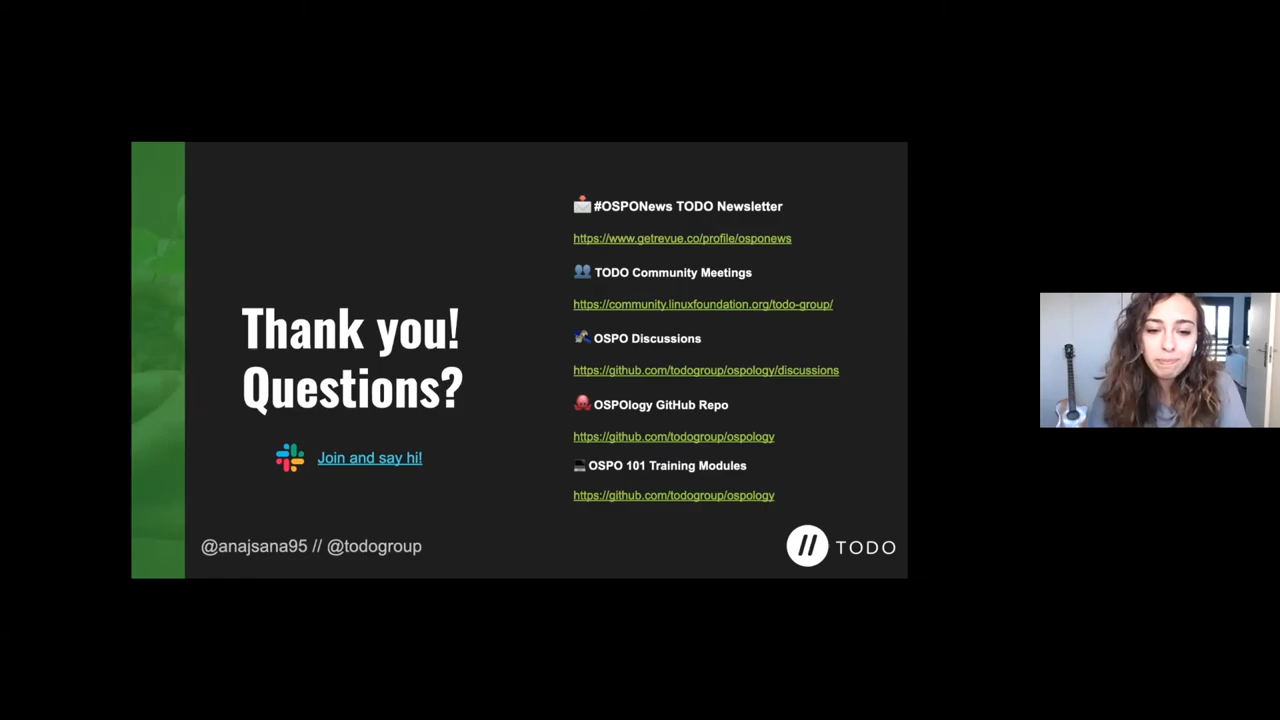 Thank you!
Questions?
Join and say hi!
@anajsana95 // @todogroup
#OSPONews TODO Newsletter
https://www.getrevue.co/profile/osponews
TODO Community Meetings
https://community.linuxfoundation.org/todo-group/
OSPO Discussions
https://github.com/todogroup/ospology/discussions
OSPOlogy GitHub Repo
https://github.com/todogroup/ospology
OSPO 101 Training Modules
https://github.com/todogroup/ospology
// TODO